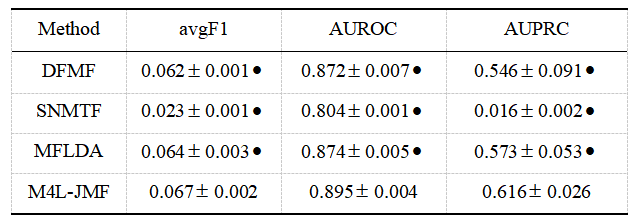 Method avgF1 AUROC AUPRC
DFMF 0.062± 0.001● 0.872± 0.007● 0.546± 0.091●
SNMTF 0.023± 0.001● 0.804± 0.001● 0.016± 0.002●
MFLDA 0.064± 0.003● 0.874± 0.005● 0.573± 0.053●
M4L-JMF 0.067± 0.002 0.895± 0.004 0.616± 0.026